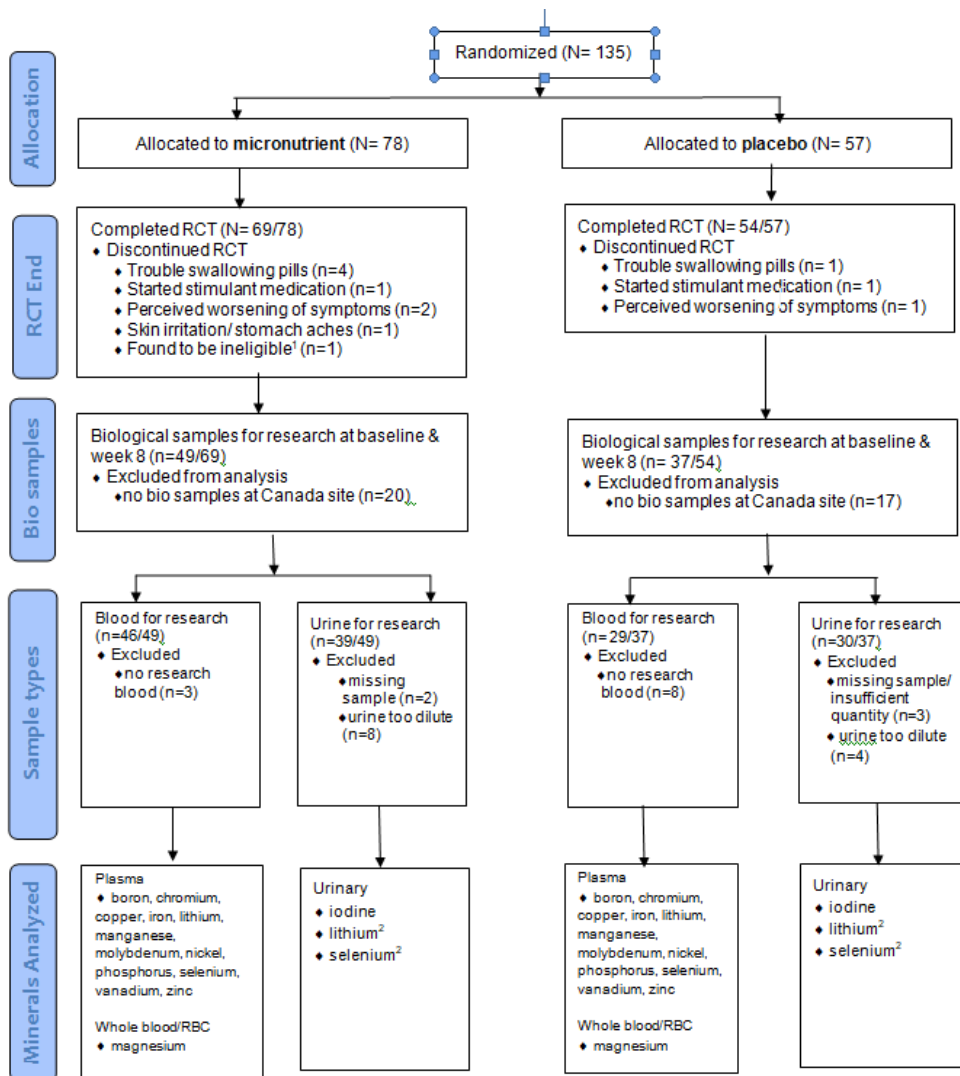 Randomized (N= 135)
Allocation
Allocated to micronutrient (N= 78)
Allocated to placebo (N= 57)
RCT End
Completed RCT (N= 69/78)
♦ Discontinued RCT
♦ Trouble swallowing pills (n=4)
♦ Started stimulant medication (n=1)
♦ Perceived worsening of symptoms (n=2)
♦ Skin irritation/ stomach aches (n=1)
♦ Found to be ineligible¹ (n=1)
Completed RCT (N= 54/57)
♦ Discontinued RCT
♦ Trouble swallowing pills (n= 1)
♦ Started stimulant medication (n= 1)
♦ Perceived worsening of symptoms (n= 1)
Bio samples
Biological samples for research at baseline &
week 8 (n=49/69)
♦ Excluded from analysis
♦ no bio samples at Canada site (n=20)
Biological samples for research at baseline &
week 8 (n= 37/54)
♦ Excluded from analysis
♦ no bio samples at Canada site (n=17)
Sample types
Blood for research
(n=46/49)
♦ Excluded
♦ no research
blood (n=3)
Urine for research
(n=39/49)
♦ Excluded
♦ missing
sample (n=2)
♦ urine too dilute
(n=8)
Blood for research
(n= 29/37)
♦ Excluded
♦ no research
blood (n=8)
Urine for research
(n=30/37)
♦ Excluded
♦ missing sample/
insufficient
quantity (n=3)
♦ urine too dilute
(n=4)
Minerals Analyzed
Plasma
♦ boron, chromium,
copper, iron, lithium,
manganese,
molybdenum, nickel,
phosphorus, selenium,
vanadium, zinc
Whole blood/RBC
♦ magnesium
Urinary
♦ iodine
♦ lithium²
♦ selenium²
Plasma
♦ boron, chromium,
copper, iron, lithium,
manganese,
molybdenum, nickel,
phosphorus, selenium,
vanadium, zinc
Whole blood/RBC
♦ magnesium
Urinary
♦ iodine
♦ lithium²
♦ selenium²